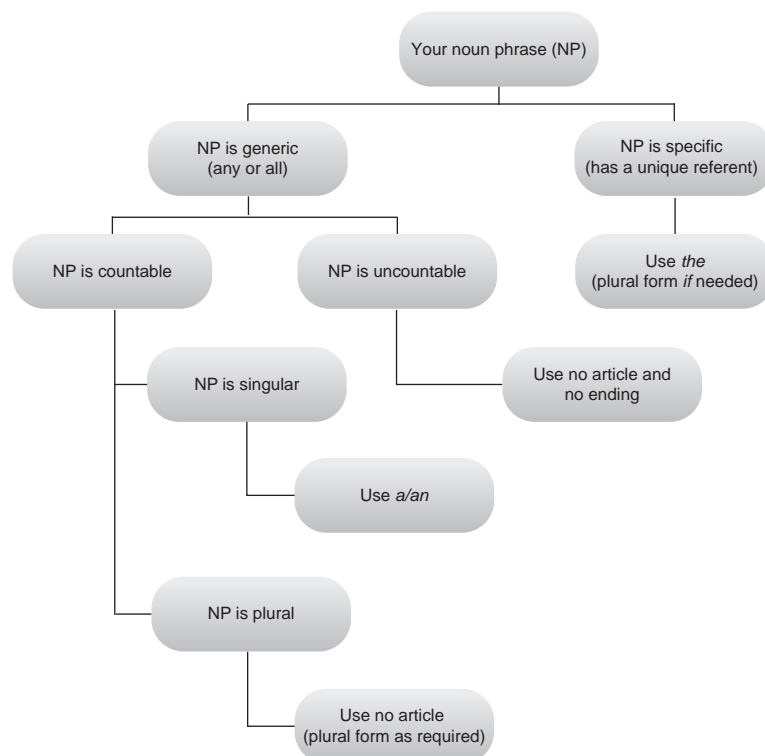 Your noun phrase (NP)
NP is generic
(any or all)
NP is specific
(has a unique referent)
NP is countable
NP is uncountable
Use the
(plural form if needed)
NP is singular
Use no article and
no ending
Use a/an
NP is plural
Use no article
(plural form as required)